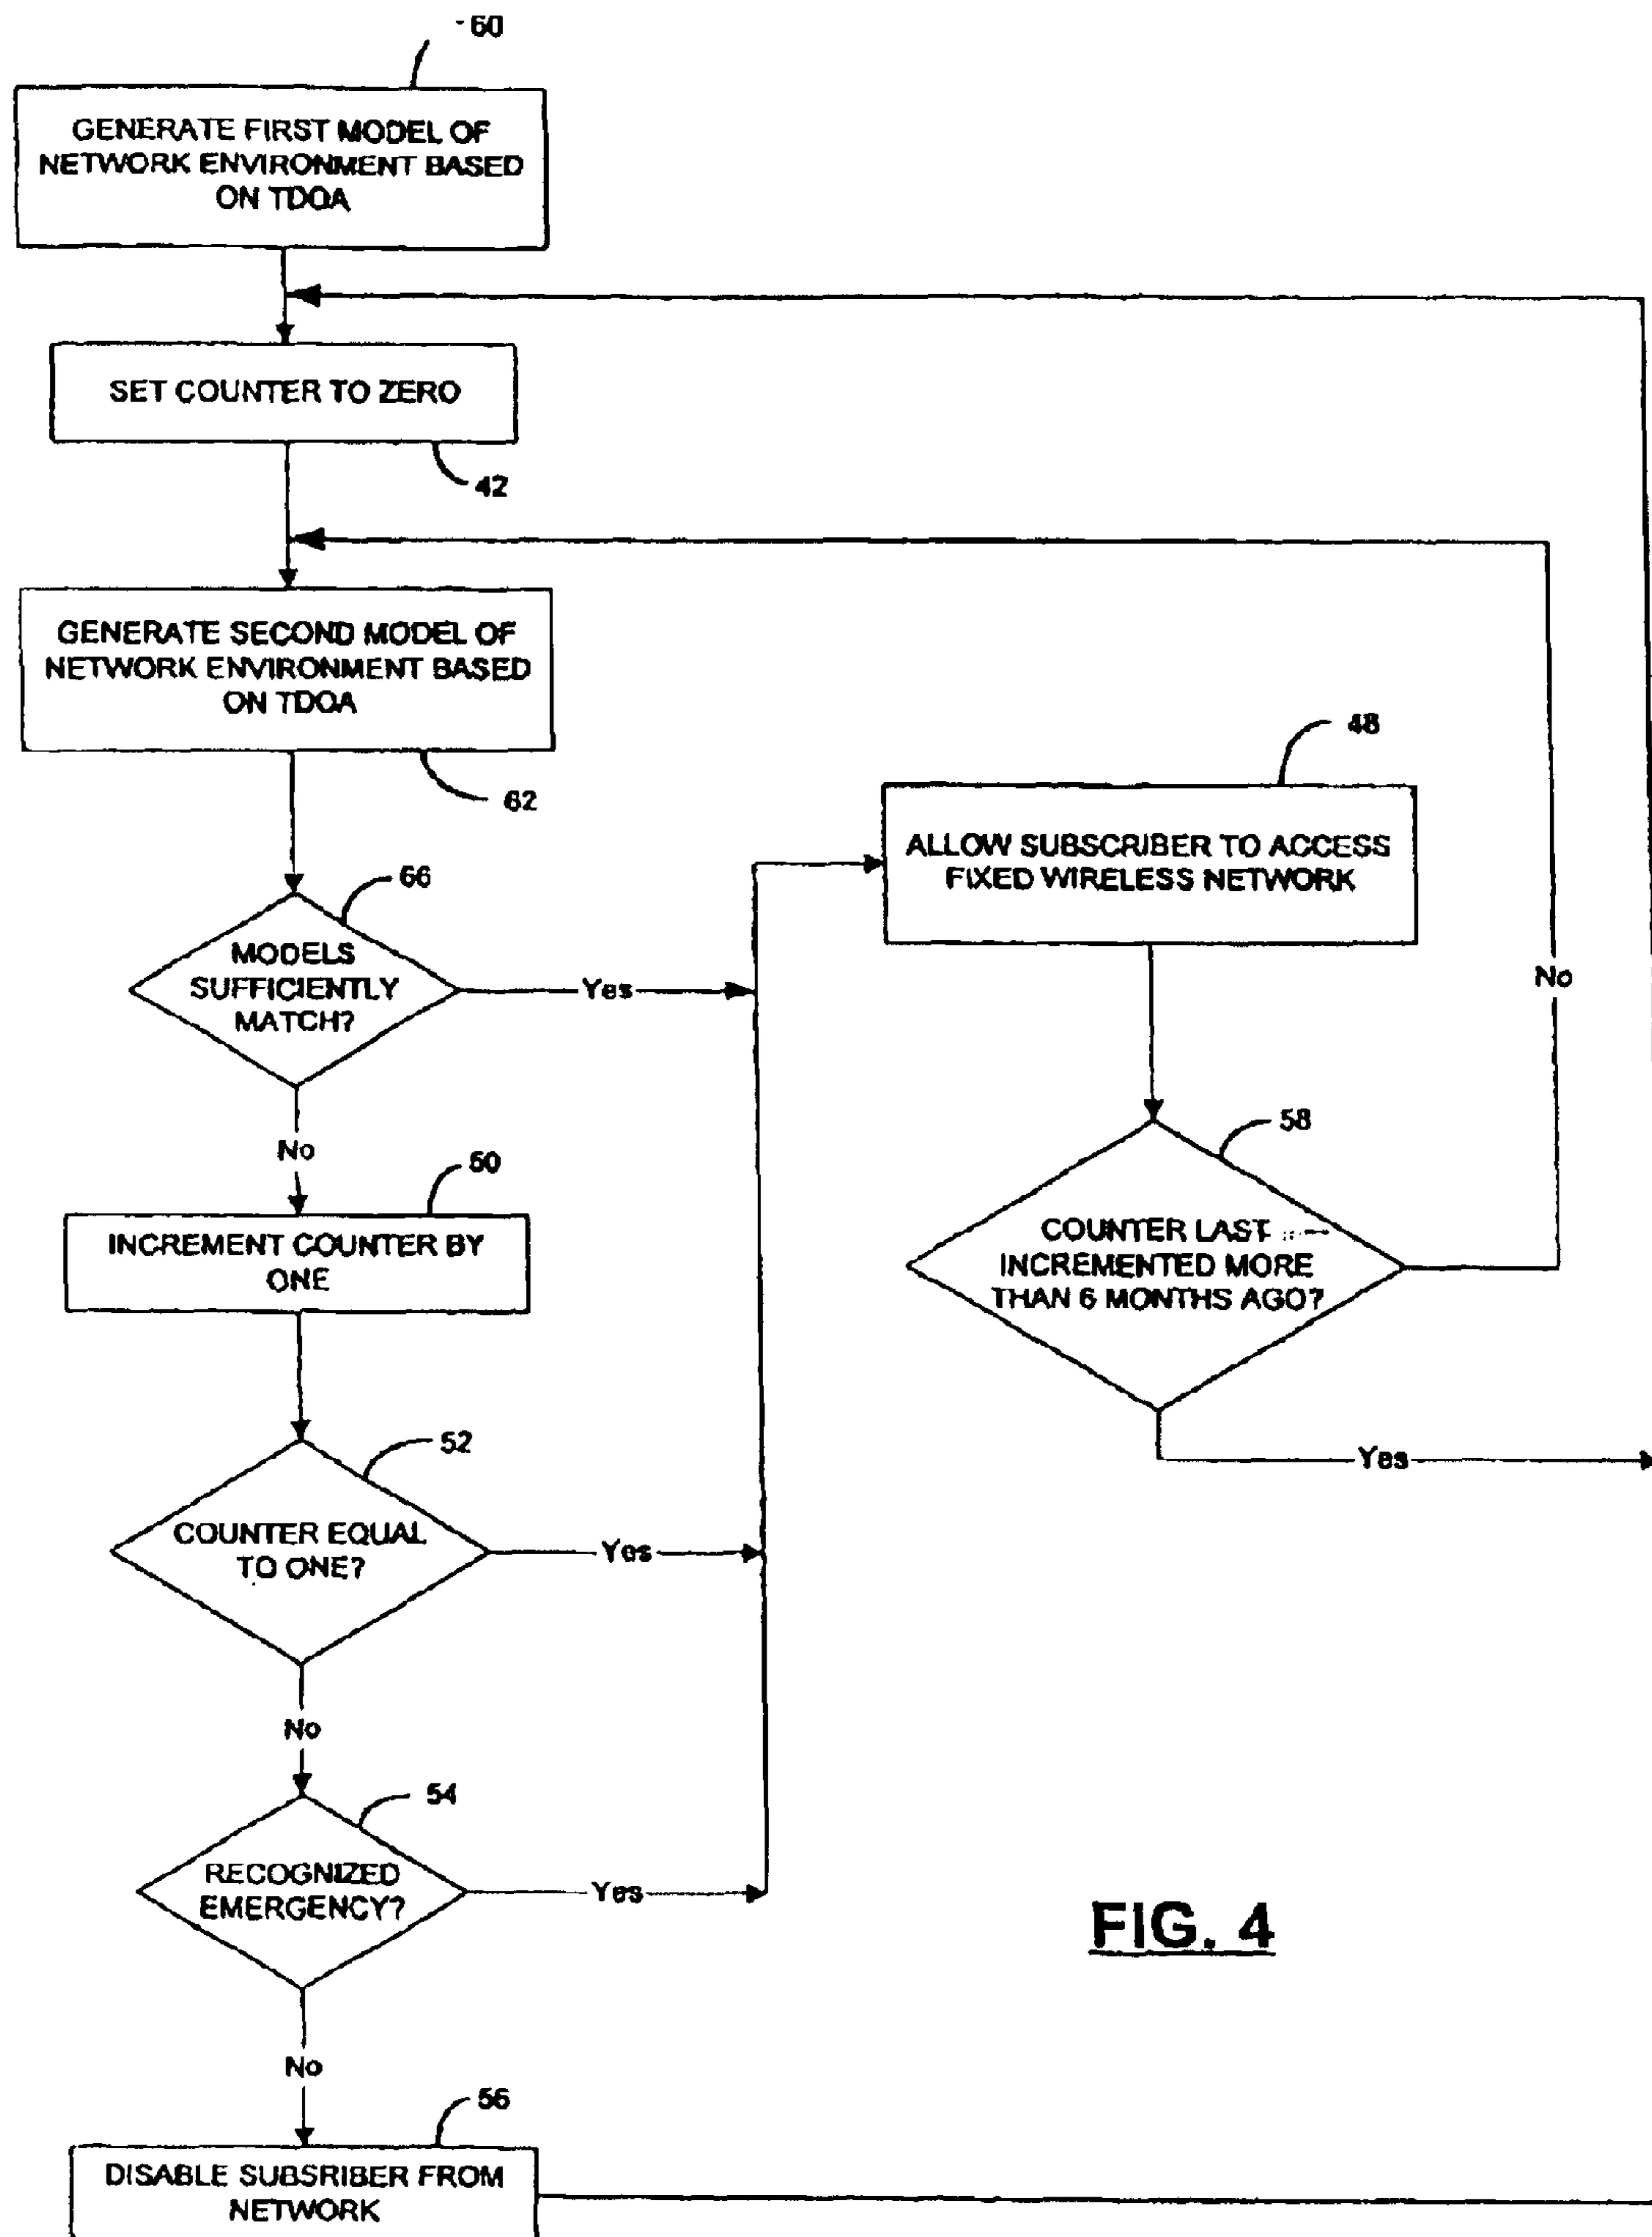 60
GENERATE FIRST MODEL OF
NETWORK ENVIRONMENT BASED
ON TDOA
SET COUNTER TO ZERO
42
GENERATE SECOND MODEL OF
NETWORK ENVIRONMENT BASED
ON TDOA
62
48
ALLOW SUBSCRIBER TO ACCESS
FIXED WIRELESS NETWORK
66
MODELS
SUFFICIENTLY
MATCH?
Yes
No
No
50
INCREMENT COUNTER BY
ONE
58
COUNTER LAST
INCREMENTED MORE
THAN 6 MONTHS AGO?
Yes
52
COUNTER EQUAL
TO ONE?
Yes
No
54
RECOGNIZED
EMERGENCY?
Yes
No
FIG. 4
56
DISABLE SUBSRIBER FROM
NETWORK